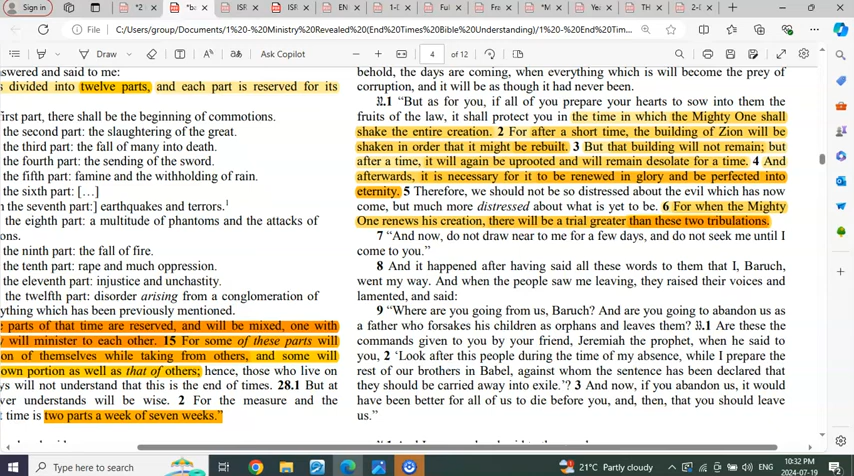 Sign in
*2
*ba
ISF
ISF
EN
1-I
Ful
Fra
*M
Yea
TH
2-I
File
C:/Users/group/Documents/1%20-%20Ministry%20Revealed%20(End%20Times%20Bible%20Understanding)/1%20-%20End%20Tim...
Draw
Ask Copilot
4 of 12
nswered and said to me:
s divided into twelve parts, and each part is reserved for its
first part, there shall be the beginning of commotions.
the second part: the slaughtering of the great.
the third part: the fall of many into death.
the fourth part: the sending of the sword.
the fifth part: famine and the withholding of rain.
the sixth part: […]
n the seventh part:] earthquakes and terrors.¹
the eighth part: a multitude of phantoms and the attacks of
ons.
the ninth part: the fall of fire.
the tenth part: rape and much oppression.
the eleventh part: injustice and unchastity.
the twelfth part: disorder arising from a conglomeration of
ything which has been previously mentioned.
e parts of that time are reserved, and will be mixed, one with
y will minister to each other. 15 For some of these parts will
on of themselves while taking from others, and some will
own portion as well as that of others; hence, those who live on
ys will not understand that this is the end of times. 28.1 But at
ver understands will be wise. 2 For the measure and the
t time is two parts a week of seven weeks.”
behold, the days are coming, when everything which is will become the prey of
corruption, and it will be as though it had never been.
32.1 “But as for you, if all of you prepare your hearts to sow into them the
fruits of the law, it shall protect you in the time in which the Mighty One shall
shake the entire creation. 2 For after a short time, the building of Zion will be
shaken in order that it might be rebuilt. 3 But that building will not remain; but
after a time, it will again be uprooted and will remain desolate for a time. 4 And
afterwards, it is necessary for it to be renewed in glory and be perfected into
eternity. 5 Therefore, we should not be so distressed about the evil which has now
come, but much more distressed about what is yet to be. 6 For when the Mighty
One renews his creation, there will be a trial greater than these two tribulations.
7 “And now, do not draw near to me for a few days, and do not seek me until I
come to you.”
8 And it happened after having said all these words to them that I, Baruch,
went my way. And when the people saw me leaving, they raised their voices and
lamented, and said:
9 “Where are you going from us, Baruch? And are you going to abandon us as
a father who forsakes his children as orphans and leaves them? 33.1 Are these the
commands given to you by your friend, Jeremiah the prophet, when he said to
you, 2 ‘Look after this people during the time of my absence, while I prepare the
rest of our brothers in Babel, against whom the sentence has been declared that
they should be carried away into exile.’? 3 And now, if you abandon us, it would
have been better for all of us to die before you, and, then, that you should leave
us.”
Type here to search
21°C Partly cloudy
ENG
10:32 PM
2024-07-19